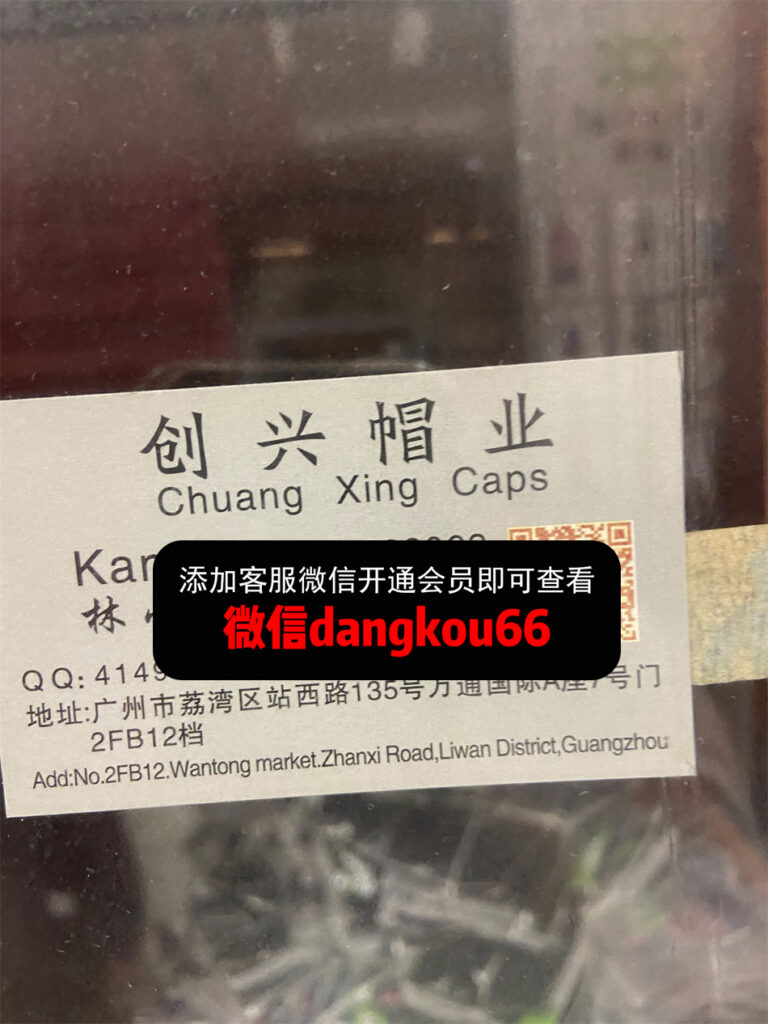 创兴帽业
Chuang Xing Caps
添加客服微信开通会员即可查看
微信dangkou66
林
QQ: 4149
地址:广州市荔湾区站西路135号万通国际A座7号门
2FB12档
Add:No.2FB12.Wantong market.Zhanxi Road,Liwan District,Guangzhou